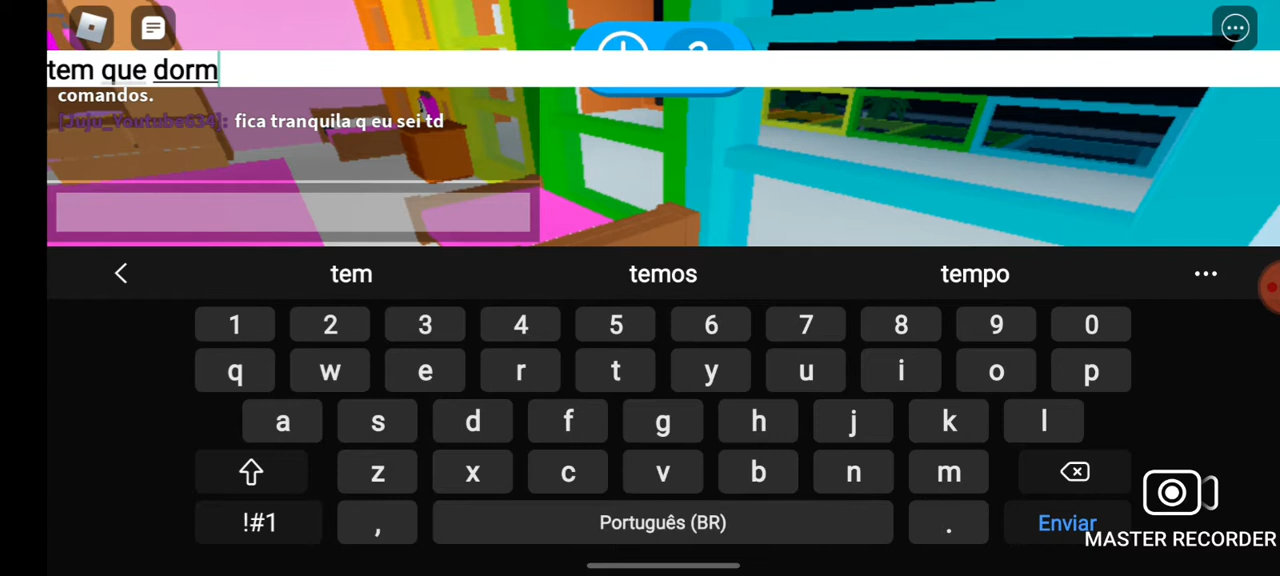 tem que dorm
comandos.
[Juju_Youtube634]: fica tranquila q eu sei td
tem temos tempo
1 2 3 4 5 6 7 8 9 0
q w e r t y u i o p
a s d f g h j k l
z x c v b n m
!#1 , Português (BR) . Enviar
MASTER RECORDER